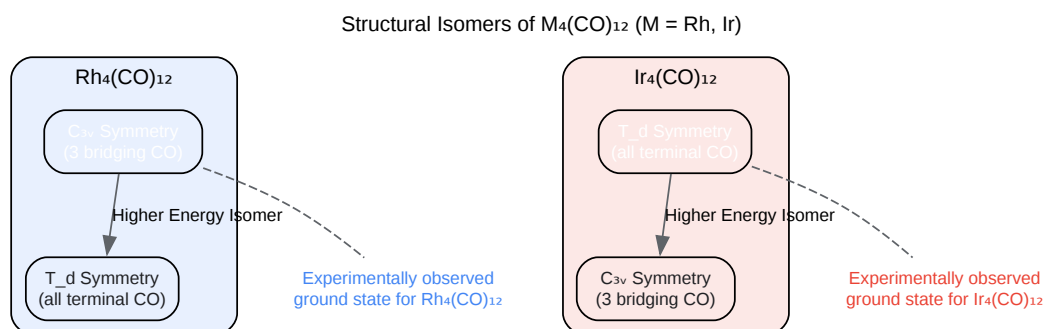 Structural Isomers of M₄(CO)₁₂ (M = Rh, Ir)
Rh₄(CO)₁₂
C₃ᵥ Symmetry
(3 bridging CO)
Higher Energy Isomer
T_d Symmetry
(all terminal CO)
Experimentally observed
ground state for Rh₄(CO)₁₂
Ir₄(CO)₁₂
T_d Symmetry
(all terminal CO)
Higher Energy Isomer
C₃ᵥ Symmetry
(3 bridging CO)
Experimentally observed
ground state for Ir₄(CO)₁₂